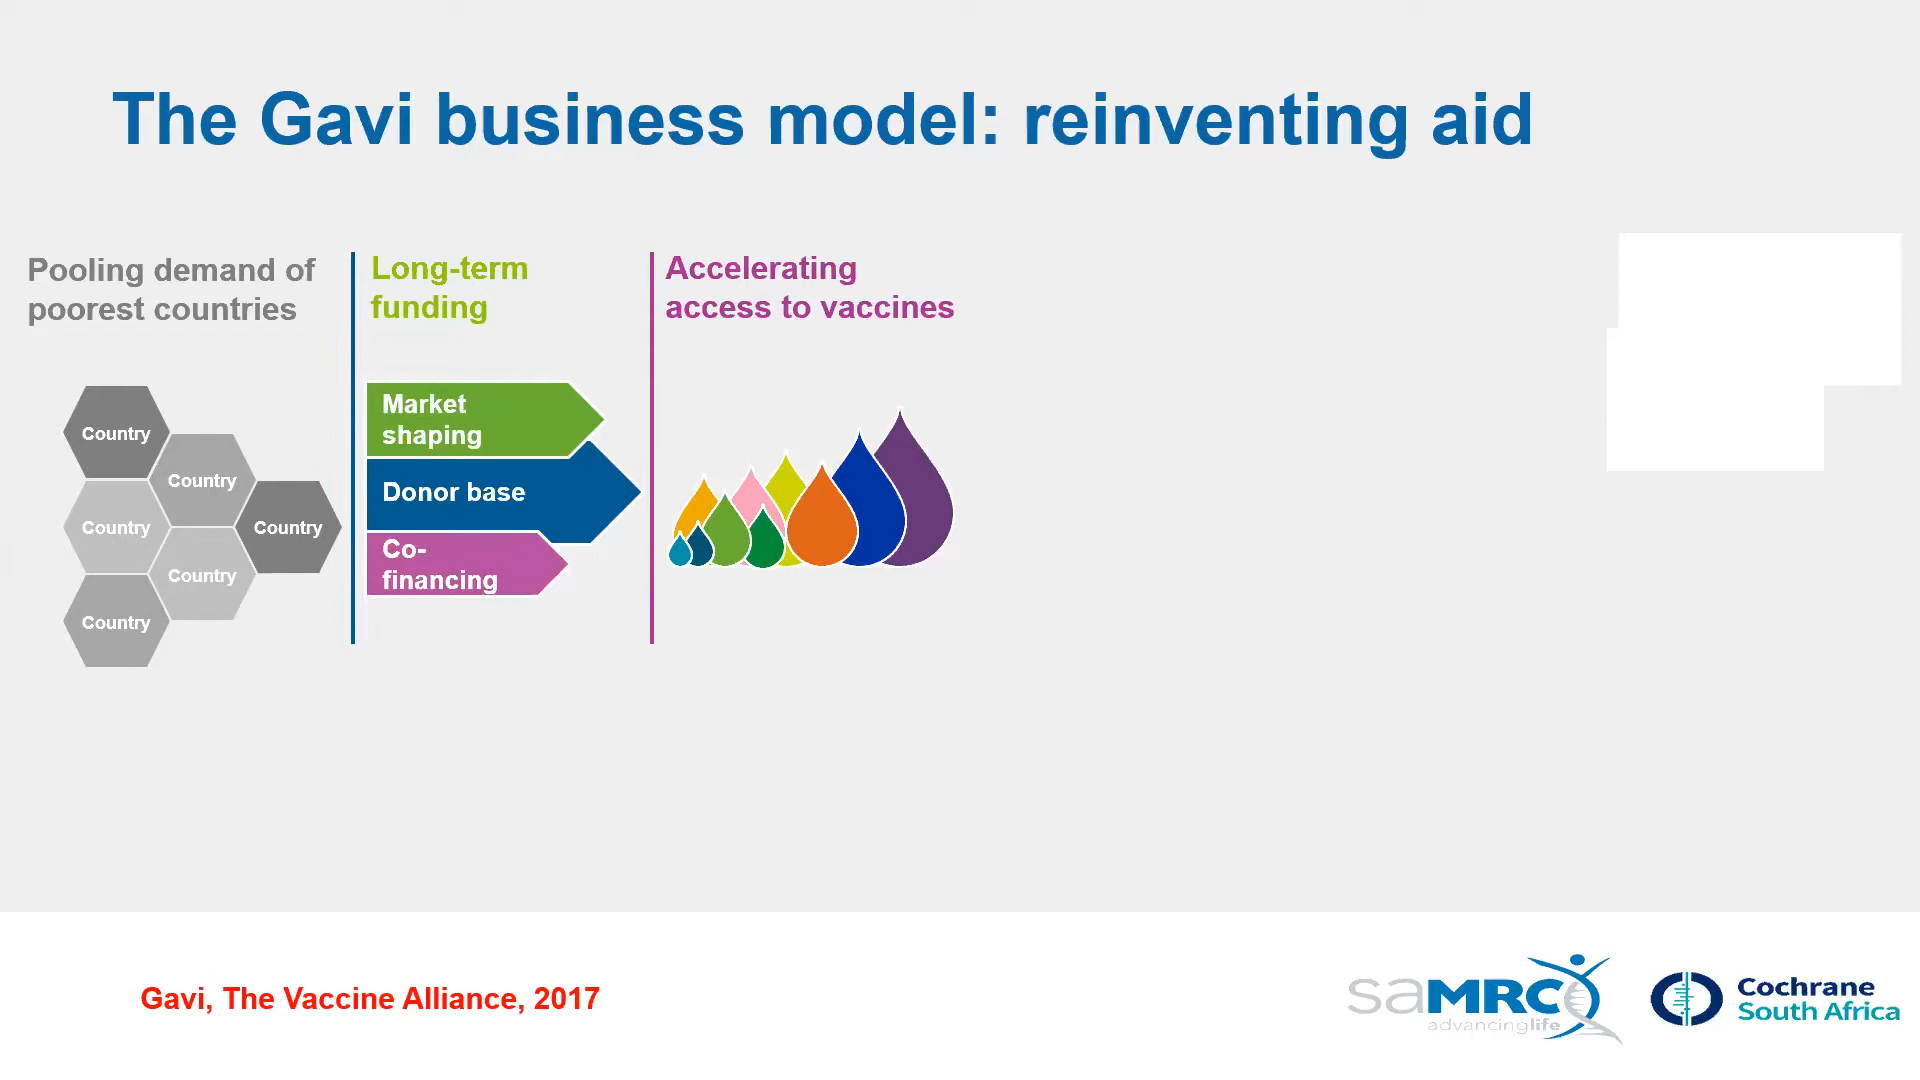 The Gavi business model: reinventing aid
Pooling demand of
poorest countries
Country
Country
Country
Country
Country
Country
Long-term
funding
Market
shaping
Donor base
Co-
financing
Accelerating
access to vaccines
Gavi, The Vaccine Alliance, 2017
saMRC
advancinglife
Cochrane
South Africa